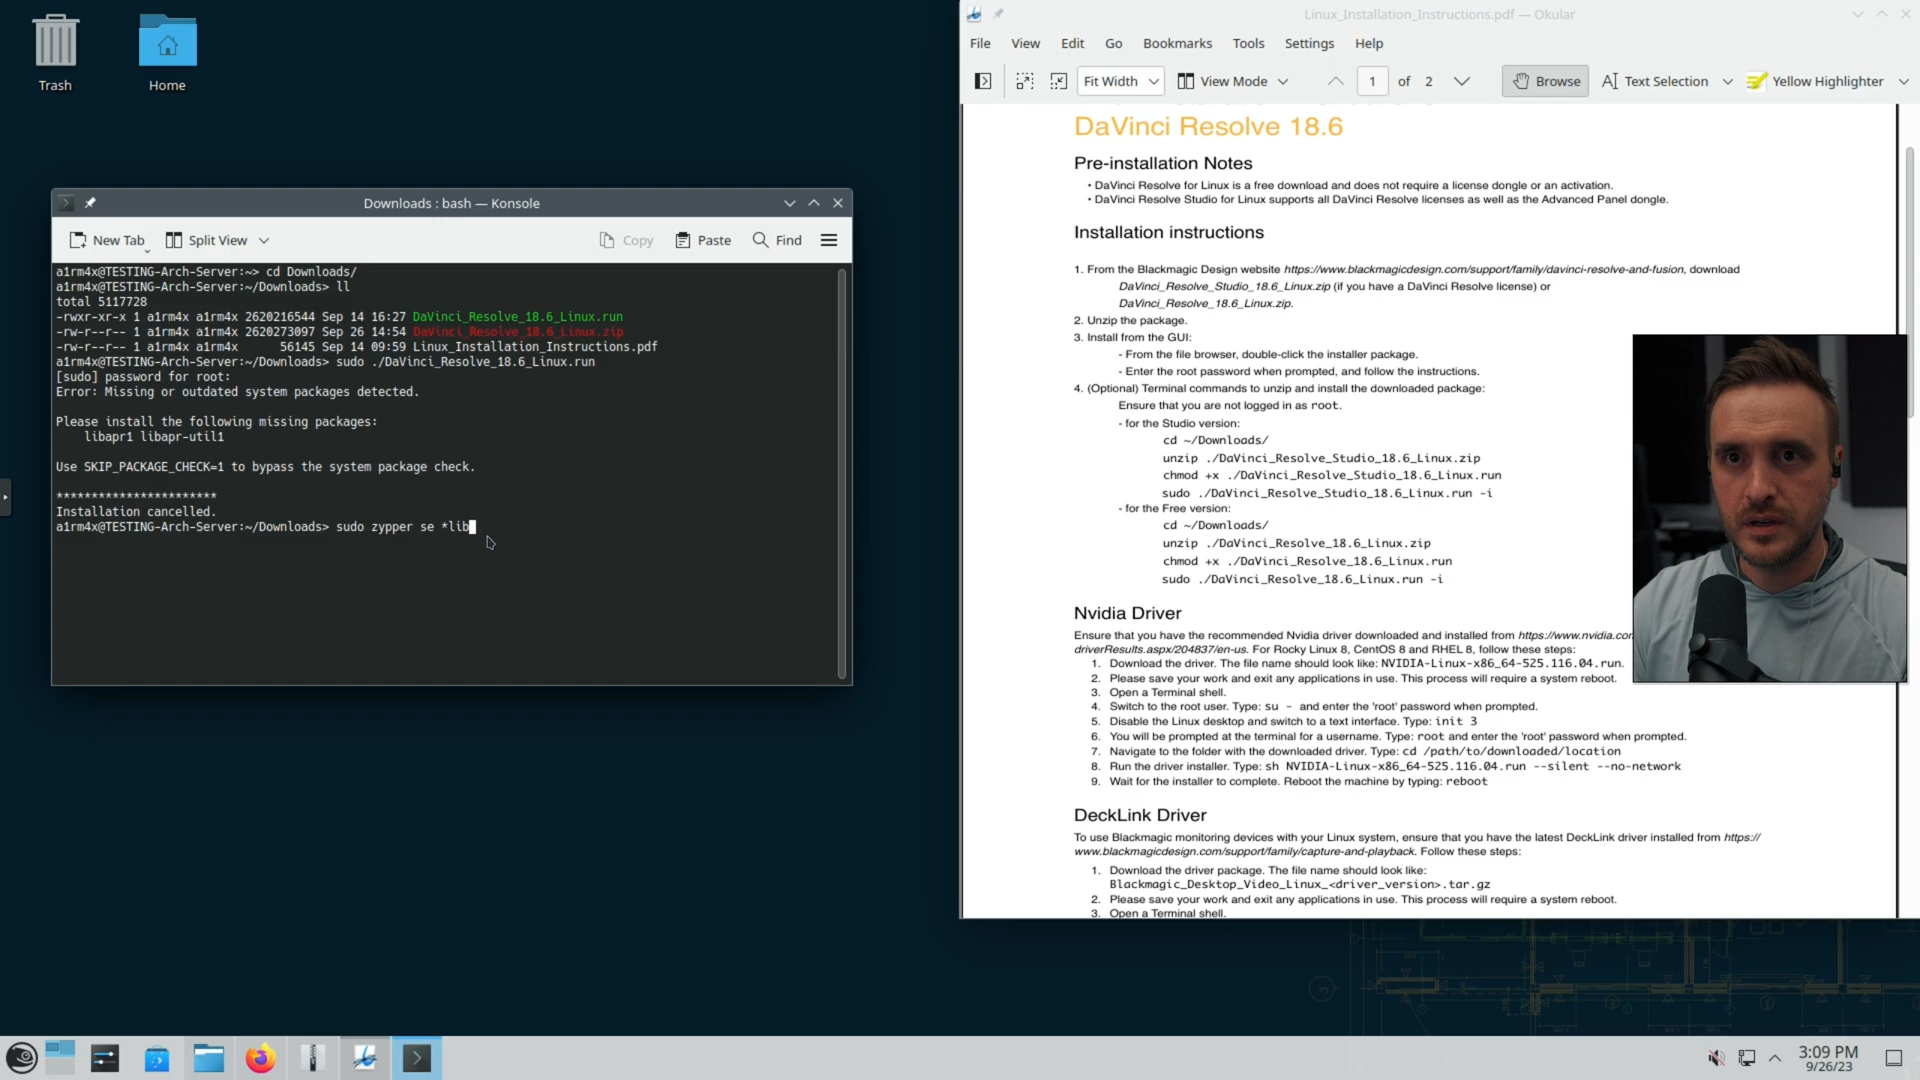 Trash
Home
Downloads : bash — Konsole
New Tab
Split View
Copy
Paste
Find
a1rm4x@TESTING-Arch-Server:~> cd Downloads/
a1rm4x@TESTING-Arch-Server:~/Downloads> ll
total 5117728
-rwxr-xr-x 1 a1rm4x a1rm4x 2620216544 Sep 14 16:27 DaVinci_Resolve_18.6_Linux.run
-rw-r--r-- 1 a1rm4x a1rm4x 2620273097 Sep 26 14:54 DaVinci_Resolve_18.6_Linux.zip
-rw-r--r-- 1 a1rm4x a1rm4x 56145 Sep 14 09:59 Linux_Installation_Instructions.pdf
a1rm4x@TESTING-Arch-Server:~/Downloads> sudo ./DaVinci_Resolve_18.6_Linux.run
[sudo] password for root:
Error: Missing or outdated system packages detected.
Please install the following missing packages:
libapr1 libapr-util1
Use SKIP_PACKAGE_CHECK=1 to bypass the system package check.
***********************
Installation cancelled.
a1rm4x@TESTING-Arch-Server:~/Downloads> sudo zypper se *lib
Linux_Installation_Instructions.pdf — Okular
File View Edit Go Bookmarks Tools Settings Help
Fit Width View Mode 1 of 2 Browse Text Selection Yellow Highlighter
DaVinci Resolve 18.6
Pre-installation Notes
• DaVinci Resolve for Linux is a free download and does not require a license dongle or an activation.
• DaVinci Resolve Studio for Linux supports all DaVinci Resolve licenses as well as the Advanced Panel dongle.
Installation instructions
1. From the Blackmagic Design website https://www.blackmagicdesign.com/support/family/davinci-resolve-and-fusion, download
DaVinci_Resolve_Studio_18.6_Linux.zip (if you have a DaVinci Resolve license) or
DaVinci_Resolve_18.6_Linux.zip.
2. Unzip the package.
3. Install from the GUI:
- From the file browser, double-click the installer package.
- Enter the root password when prompted, and follow the instructions.
4. (Optional) Terminal commands to unzip and install the downloaded package:
Ensure that you are not logged in as root.
- for the Studio version:
cd ~/Downloads/
unzip ./DaVinci_Resolve_Studio_18.6_Linux.zip
chmod +x ./DaVinci_Resolve_Studio_18.6_Linux.run
sudo ./DaVinci_Resolve_Studio_18.6_Linux.run -i
- for the Free version:
cd ~/Downloads/
unzip ./DaVinci_Resolve_18.6_Linux.zip
chmod +x ./DaVinci_Resolve_18.6_Linux.run
sudo ./DaVinci_Resolve_18.6_Linux.run -i
Nvidia Driver
Ensure that you have the recommended Nvidia driver downloaded and installed from https://www.nvidia.co
driverResults.aspx/204837/en-us. For Rocky Linux 8, CentOS 8 and RHEL 8, follow these steps:
1. Download the driver. The file name should look like: NVIDIA-Linux-x86_64-525.116.04.run.
2. Please save your work and exit any applications in use. This process will require a system reboot.
3. Open a Terminal shell.
4. Switch to the root user. Type: su - and enter the 'root' password when prompted.
5. Disable the Linux desktop and switch to a text interface. Type: init 3
6. You will be prompted at the terminal for a username. Type: root and enter the 'root' password when prompted.
7. Navigate to the folder with the downloaded driver. Type: cd /path/to/downloaded/location
8. Run the driver installer. Type: sh NVIDIA-Linux-x86_64-525.116.04.run --silent --no-network
9. Wait for the installer to complete. Reboot the machine by typing: reboot
DeckLink Driver
To use Blackmagic monitoring devices with your Linux system, ensure that you have the latest DeckLink driver installed from https://
www.blackmagicdesign.com/support/family/capture-and-playback. Follow these steps:
1. Download the driver package. The file name should look like:
Blackmagic_Desktop_Video_Linux_<driver_version>.tar.gz
2. Please save your work and exit any applications in use. This process will require a system reboot.
3. Open a Terminal shell.
3:09 PM
9/26/23